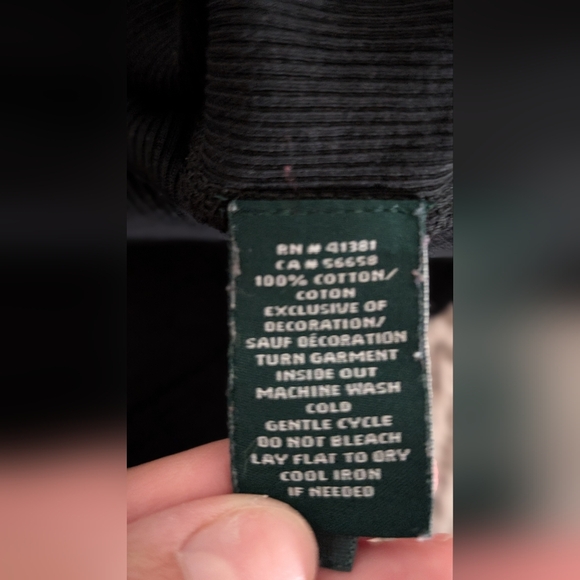 RN # 41381
CA # 56658
100% COTTON/
COTON
EXCLUSIVE OF
DECORATION/
SAUF DÉCORATION
TURN GARMENT
INSIDE OUT
MACHINE WASH
COLD
GENTLE CYCLE
DO NOT BLEACH
LAY FLAT TO DRY
COOL IRON
IF NEEDED